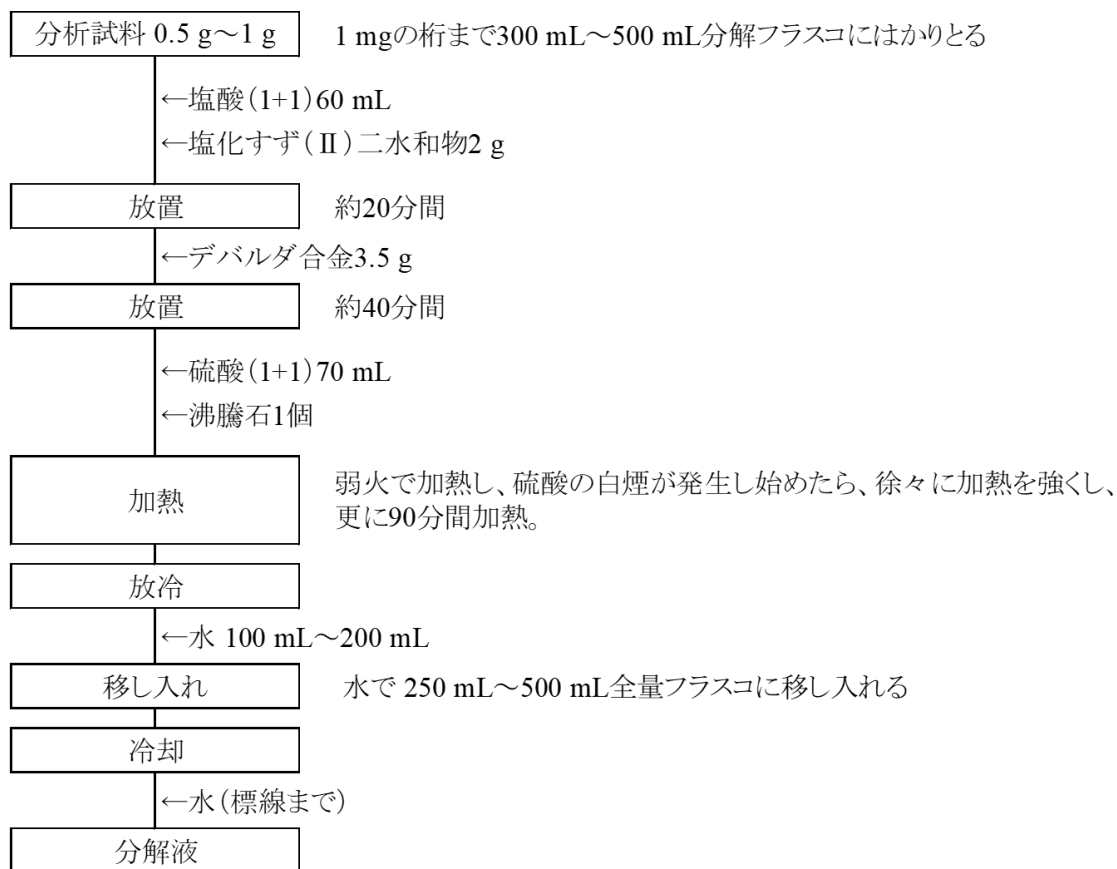 分析試料 0.5 g～1 g 1 mgの桁まで300 mL～500 mL分解フラスコにはかりとる
←塩酸（1+1）60 mL
←塩化すず（Ⅱ）二水和物2 g
放置 約20分間
←デバルダ合金3.5 g
放置 約40分間
←硫酸（1+1）70 mL
←沸騰石1個
加熱 弱火で加熱し、硫酸の白煙が発生し始めたら、徐々に加熱を強くし、
更に90分間加熱。
放冷
←水 100 mL～200 mL
移し入れ 水で 250 mL～500 mL全量フラスコに移し入れる
冷却
←水（標線まで）
分解液